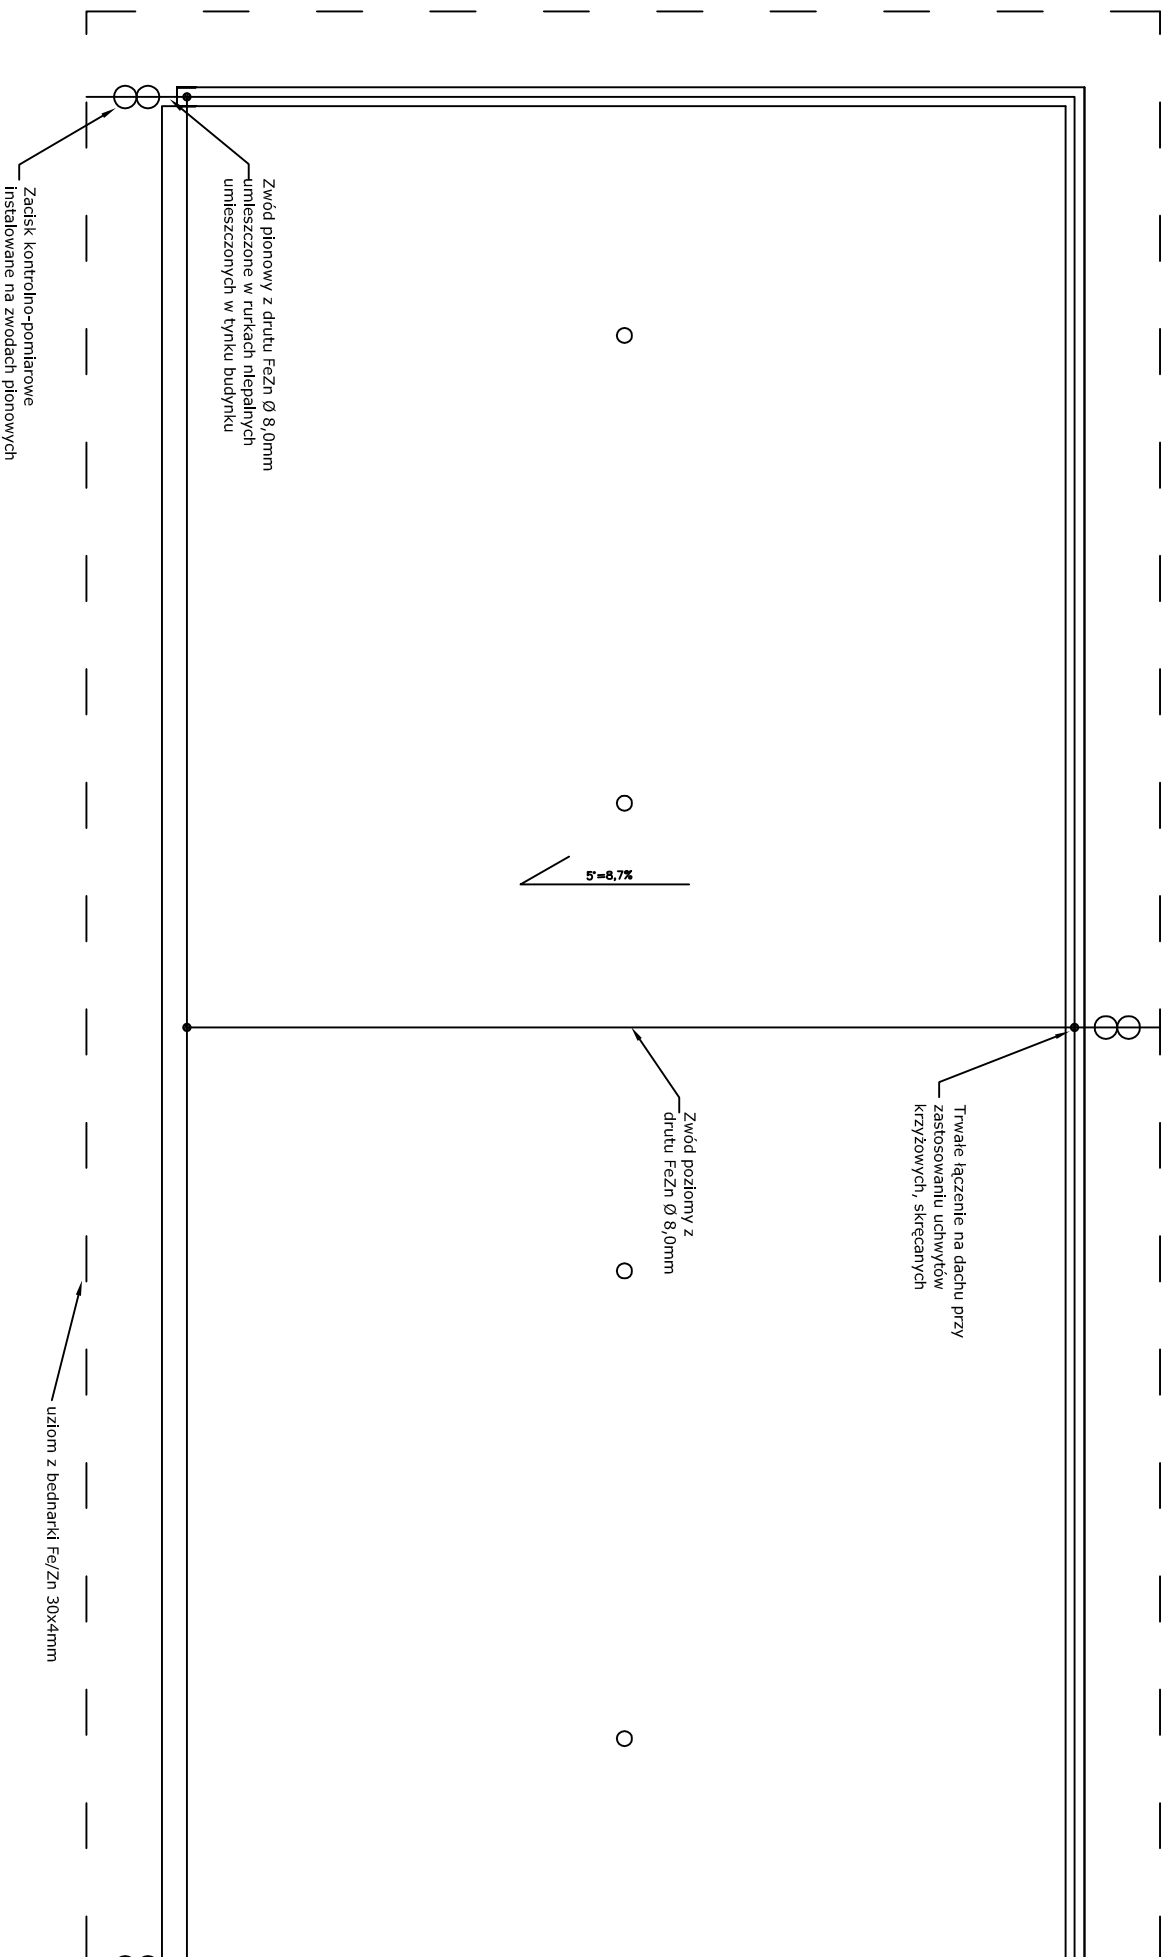 Zacisk kontrolno-pomiarowe
instalowane na zwodach pionowych
Zwód pionowy z drutu FeZn Ø 8,0mm
umieszczone w rurkach niepalnych
umieszczonych w tynku budynku
5°=8,7%
Trwałe łączenie na dachu przy
zastosowaniu uchwytów
krzyżowych, skręcanych
Zwód poziomy z
drutu FeZn Ø 8,0mm
uziom z bednarki Fe/Zn 30x4mm